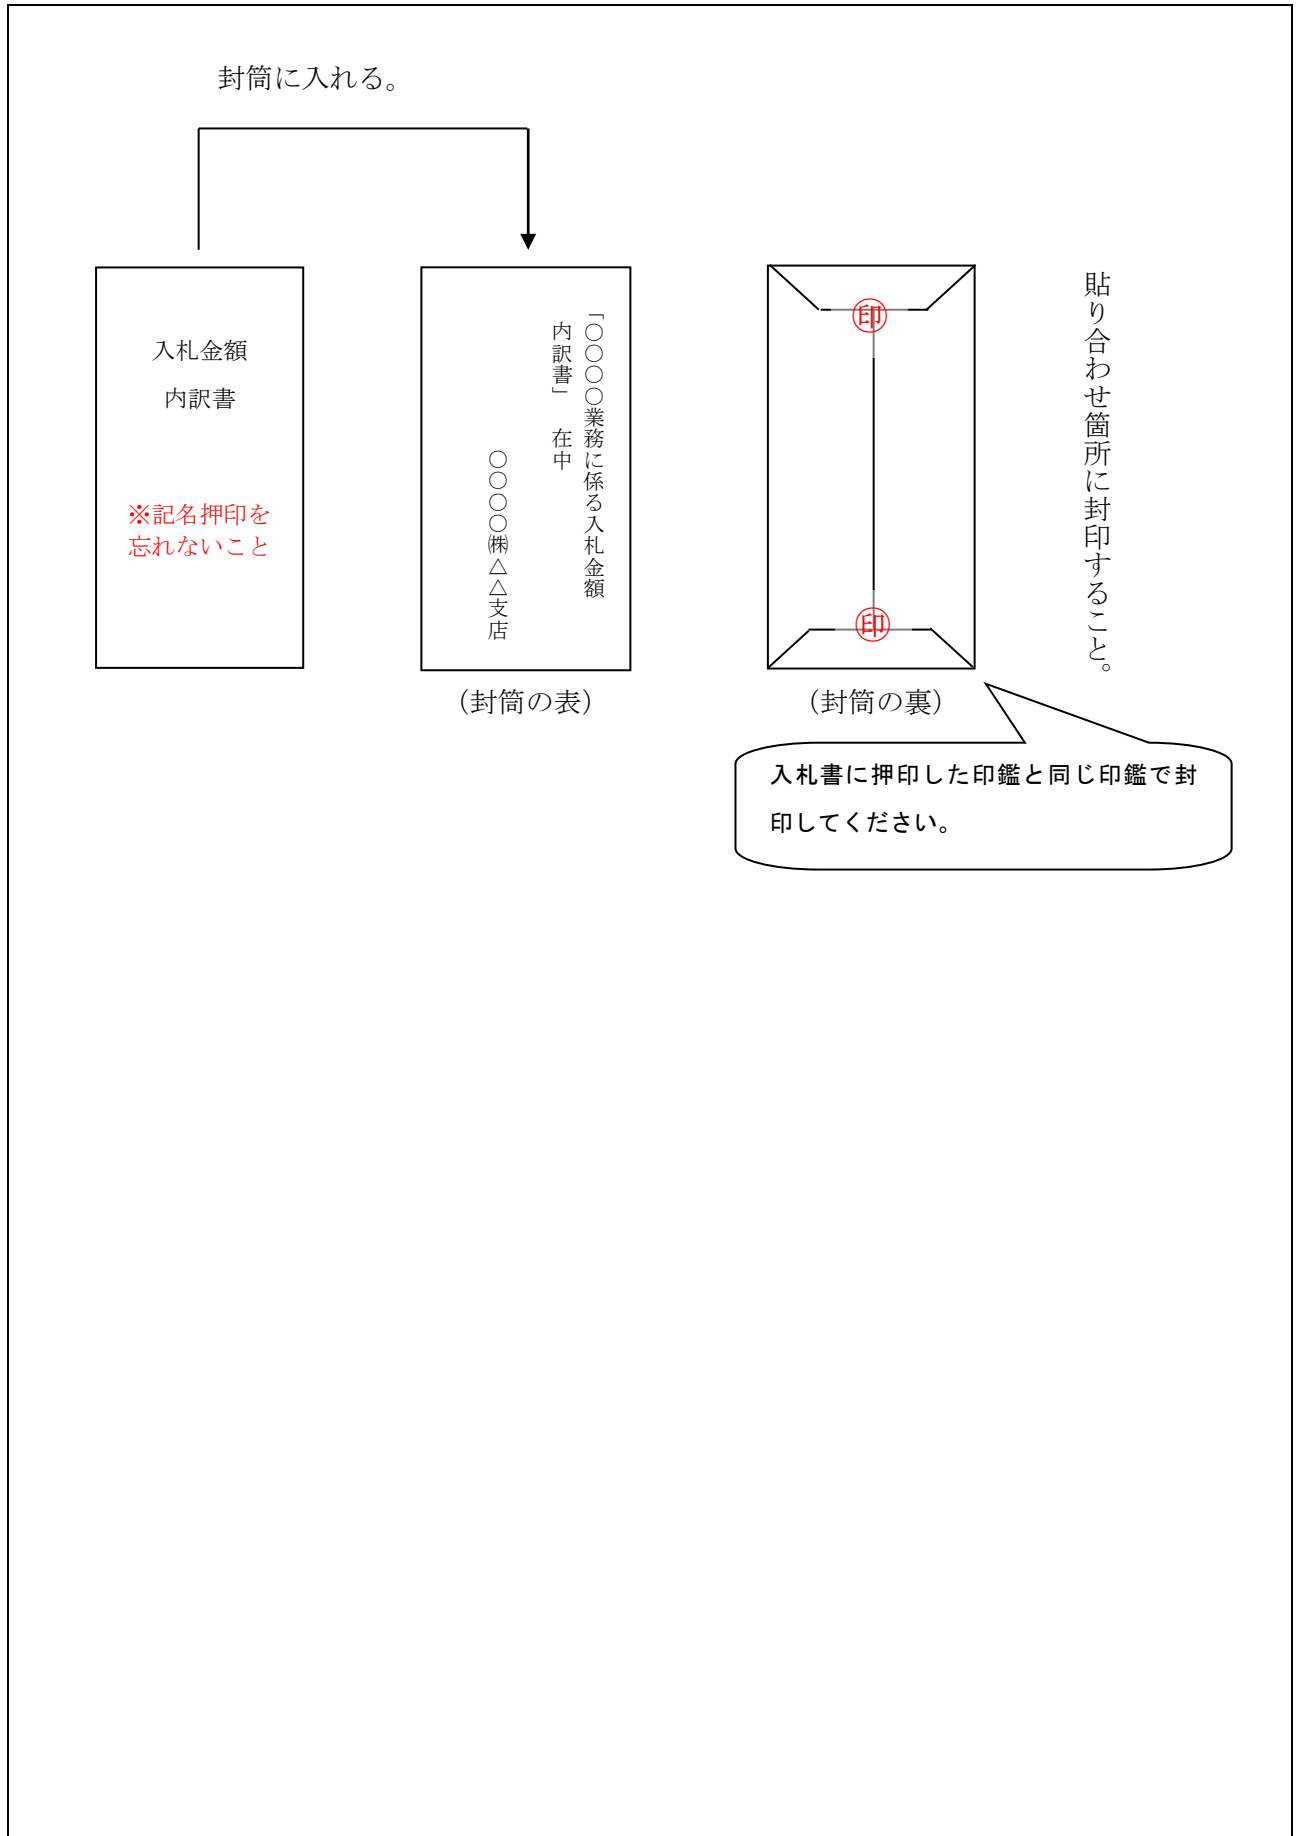 封筒に入れる。
入札金額
内訳書
※記名押印を
忘れないこと
「○○○○業務に係る入札金額
内訳書」　在中
○○○○㈱△△支店
(封筒の表)
印
印
(封筒の裏)
貼り合わせ箇所に封印すること。
入札書に押印した印鑑と同じ印鑑で封
印してください。